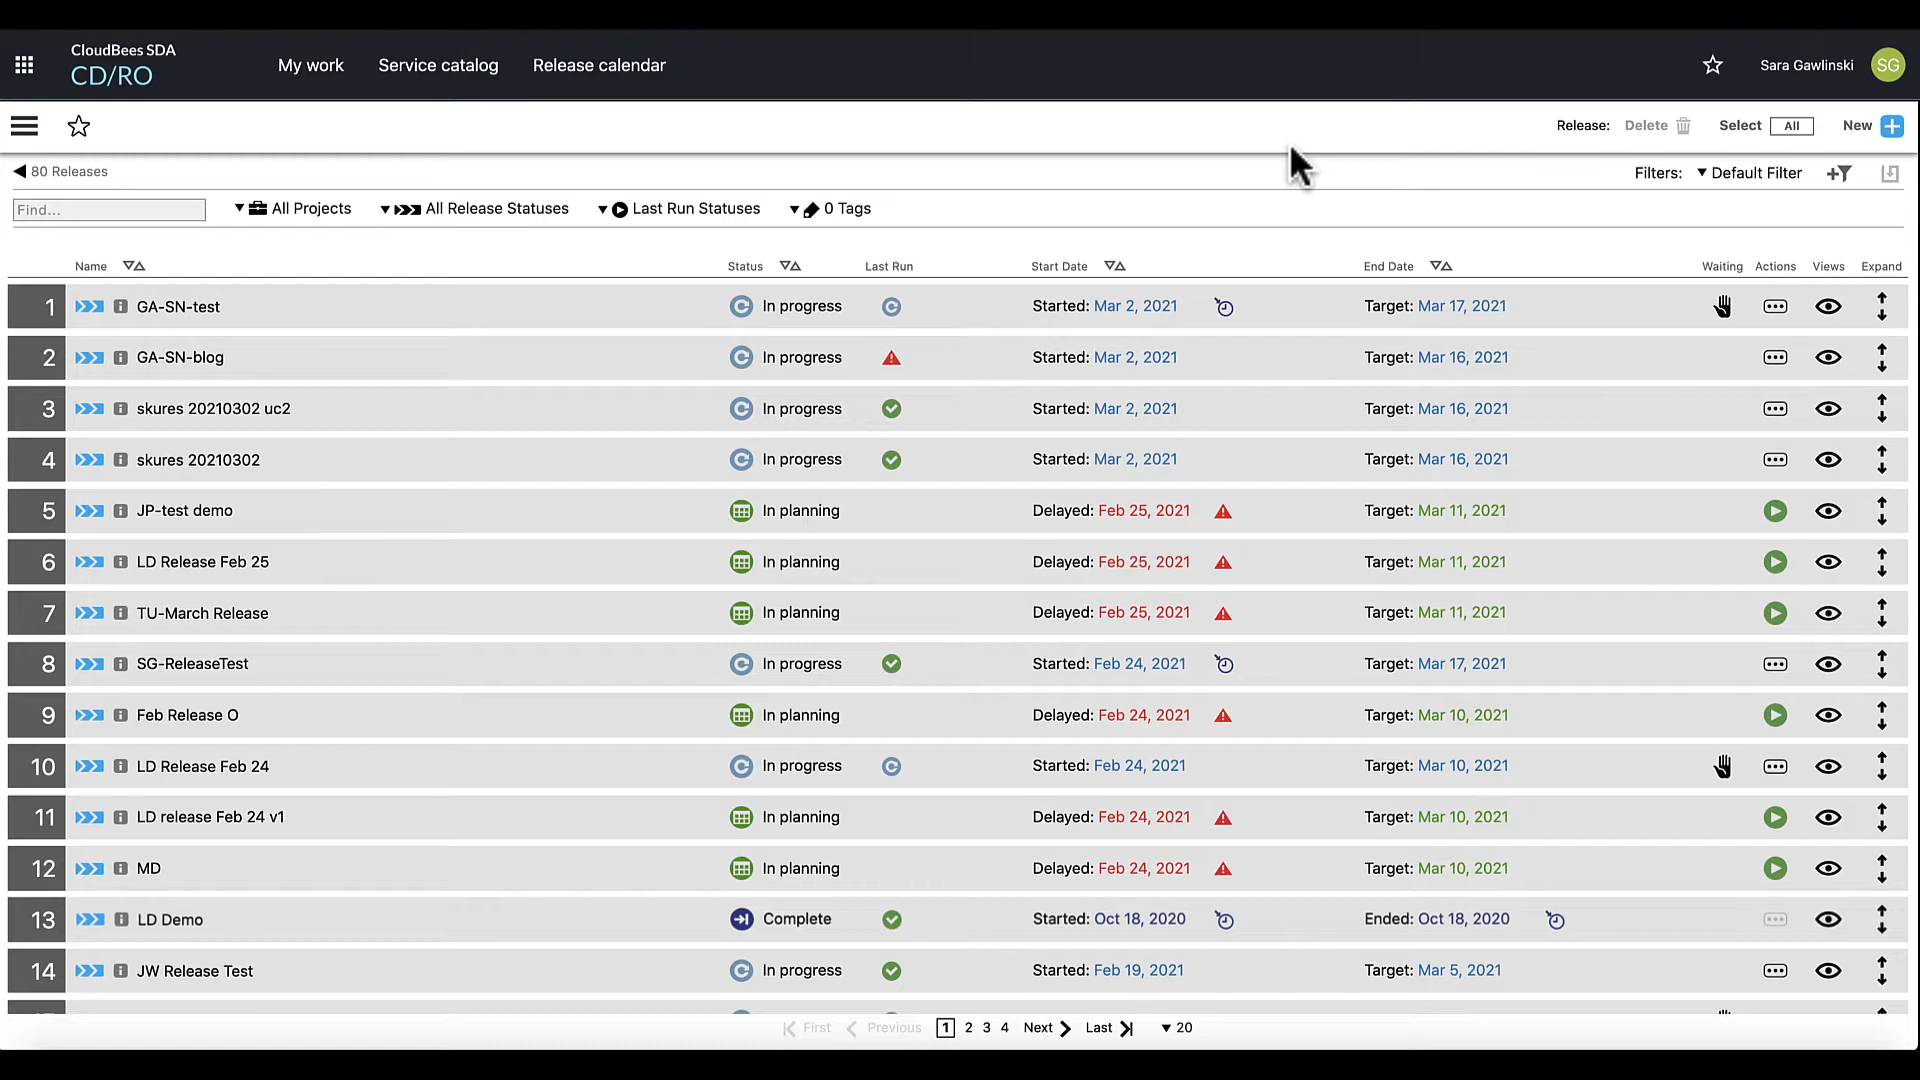 CloudBees SDA
CD/RO
My work Service catalog Release calendar
Sara Gawlinski SG
Release: Delete Select All New
80 Releases
Filters: Default Filter
Find...
All Projects All Release Statuses Last Run Statuses 0 Tags
Name Status Last Run Start Date End Date Waiting Actions Views Expand
1 GA-SN-test In progress Started: Mar 2, 2021 Target: Mar 17, 2021
2 GA-SN-blog In progress Started: Mar 2, 2021 Target: Mar 16, 2021
3 skures 20210302 uc2 In progress Started: Mar 2, 2021 Target: Mar 16, 2021
4 skures 20210302 In progress Started: Mar 2, 2021 Target: Mar 16, 2021
5 JP-test demo In planning Delayed: Feb 25, 2021 Target: Mar 11, 2021
6 LD Release Feb 25 In planning Delayed: Feb 25, 2021 Target: Mar 11, 2021
7 TU-March Release In planning Delayed: Feb 25, 2021 Target: Mar 11, 2021
8 SG-ReleaseTest In progress Started: Feb 24, 2021 Target: Mar 17, 2021
9 Feb Release O In planning Delayed: Feb 24, 2021 Target: Mar 10, 2021
10 LD Release Feb 24 In progress Started: Feb 24, 2021 Target: Mar 10, 2021
11 LD release Feb 24 v1 In planning Delayed: Feb 24, 2021 Target: Mar 10, 2021
12 MD In planning Delayed: Feb 24, 2021 Target: Mar 10, 2021
13 LD Demo Complete Started: Oct 18, 2020 Ended: Oct 18, 2020
14 JW Release Test In progress Started: Feb 19, 2021 Target: Mar 5, 2021
First Previous 1 2 3 4 Next Last 20